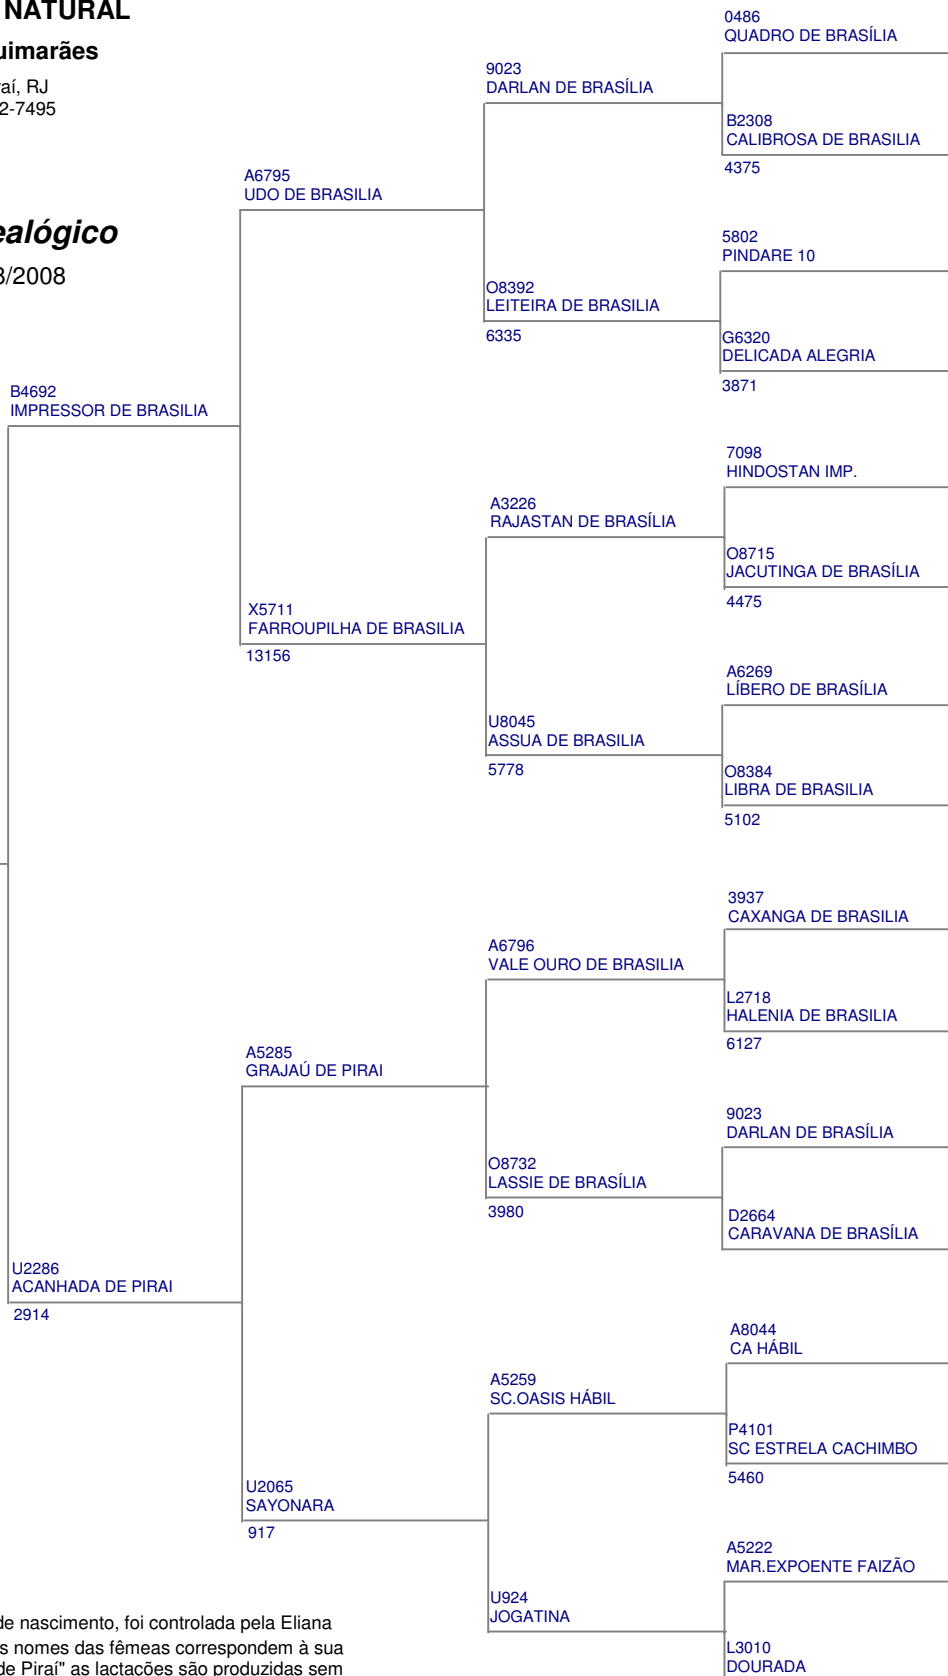 NATURAL
uimarães
aí, RJ
2-7495
ealógico
3/2008
0486
QUADRO DE BRASÍLIA
9023
DARLAN DE BRASÍLIA
B2308
CALIBROSA DE BRASILIA
4375
A6795
UDO DE BRASILIA
5802
PINDARE 10
O8392
LEITEIRA DE BRASILIA
6335
G6320
DELICADA ALEGRIA
3871
B4692
IMPRESSOR DE BRASILIA
7098
HINDOSTAN IMP.
A3226
RAJASTAN DE BRASÍLIA
O8715
JACUTINGA DE BRASÍLIA
4475
X5711
FARROUPILHA DE BRASILIA
13156
A6269
LÍBERO DE BRASÍLIA
U8045
ASSUA DE BRASILIA
5778
O8384
LIBRA DE BRASILIA
5102
3937
CAXANGA DE BRASILIA
A6796
VALE OURO DE BRASILIA
L2718
HALENIA DE BRASILIA
6127
A5285
GRAJAÚ DE PIRAI
9023
DARLAN DE BRASÍLIA
O8732
LASSIE DE BRASÍLIA
3980
D2664
CARAVANA DE BRASÍLIA
U2286
ACANHADA DE PIRAI
2914
A8044
CA HÁBIL
A5259
SC.OASIS HÁBIL
P4101
SC ESTRELA CACHIMBO
5460
U2065
SAYONARA
917
A5222
MAR.EXPOENTE FAIZÃO
U924
JOGATINA
L3010
DOURADA
de nascimento, foi controlada pela Eliana
s nomes das fêmeas correspondem à sua
de Piraí" as lactações são produzidas sem